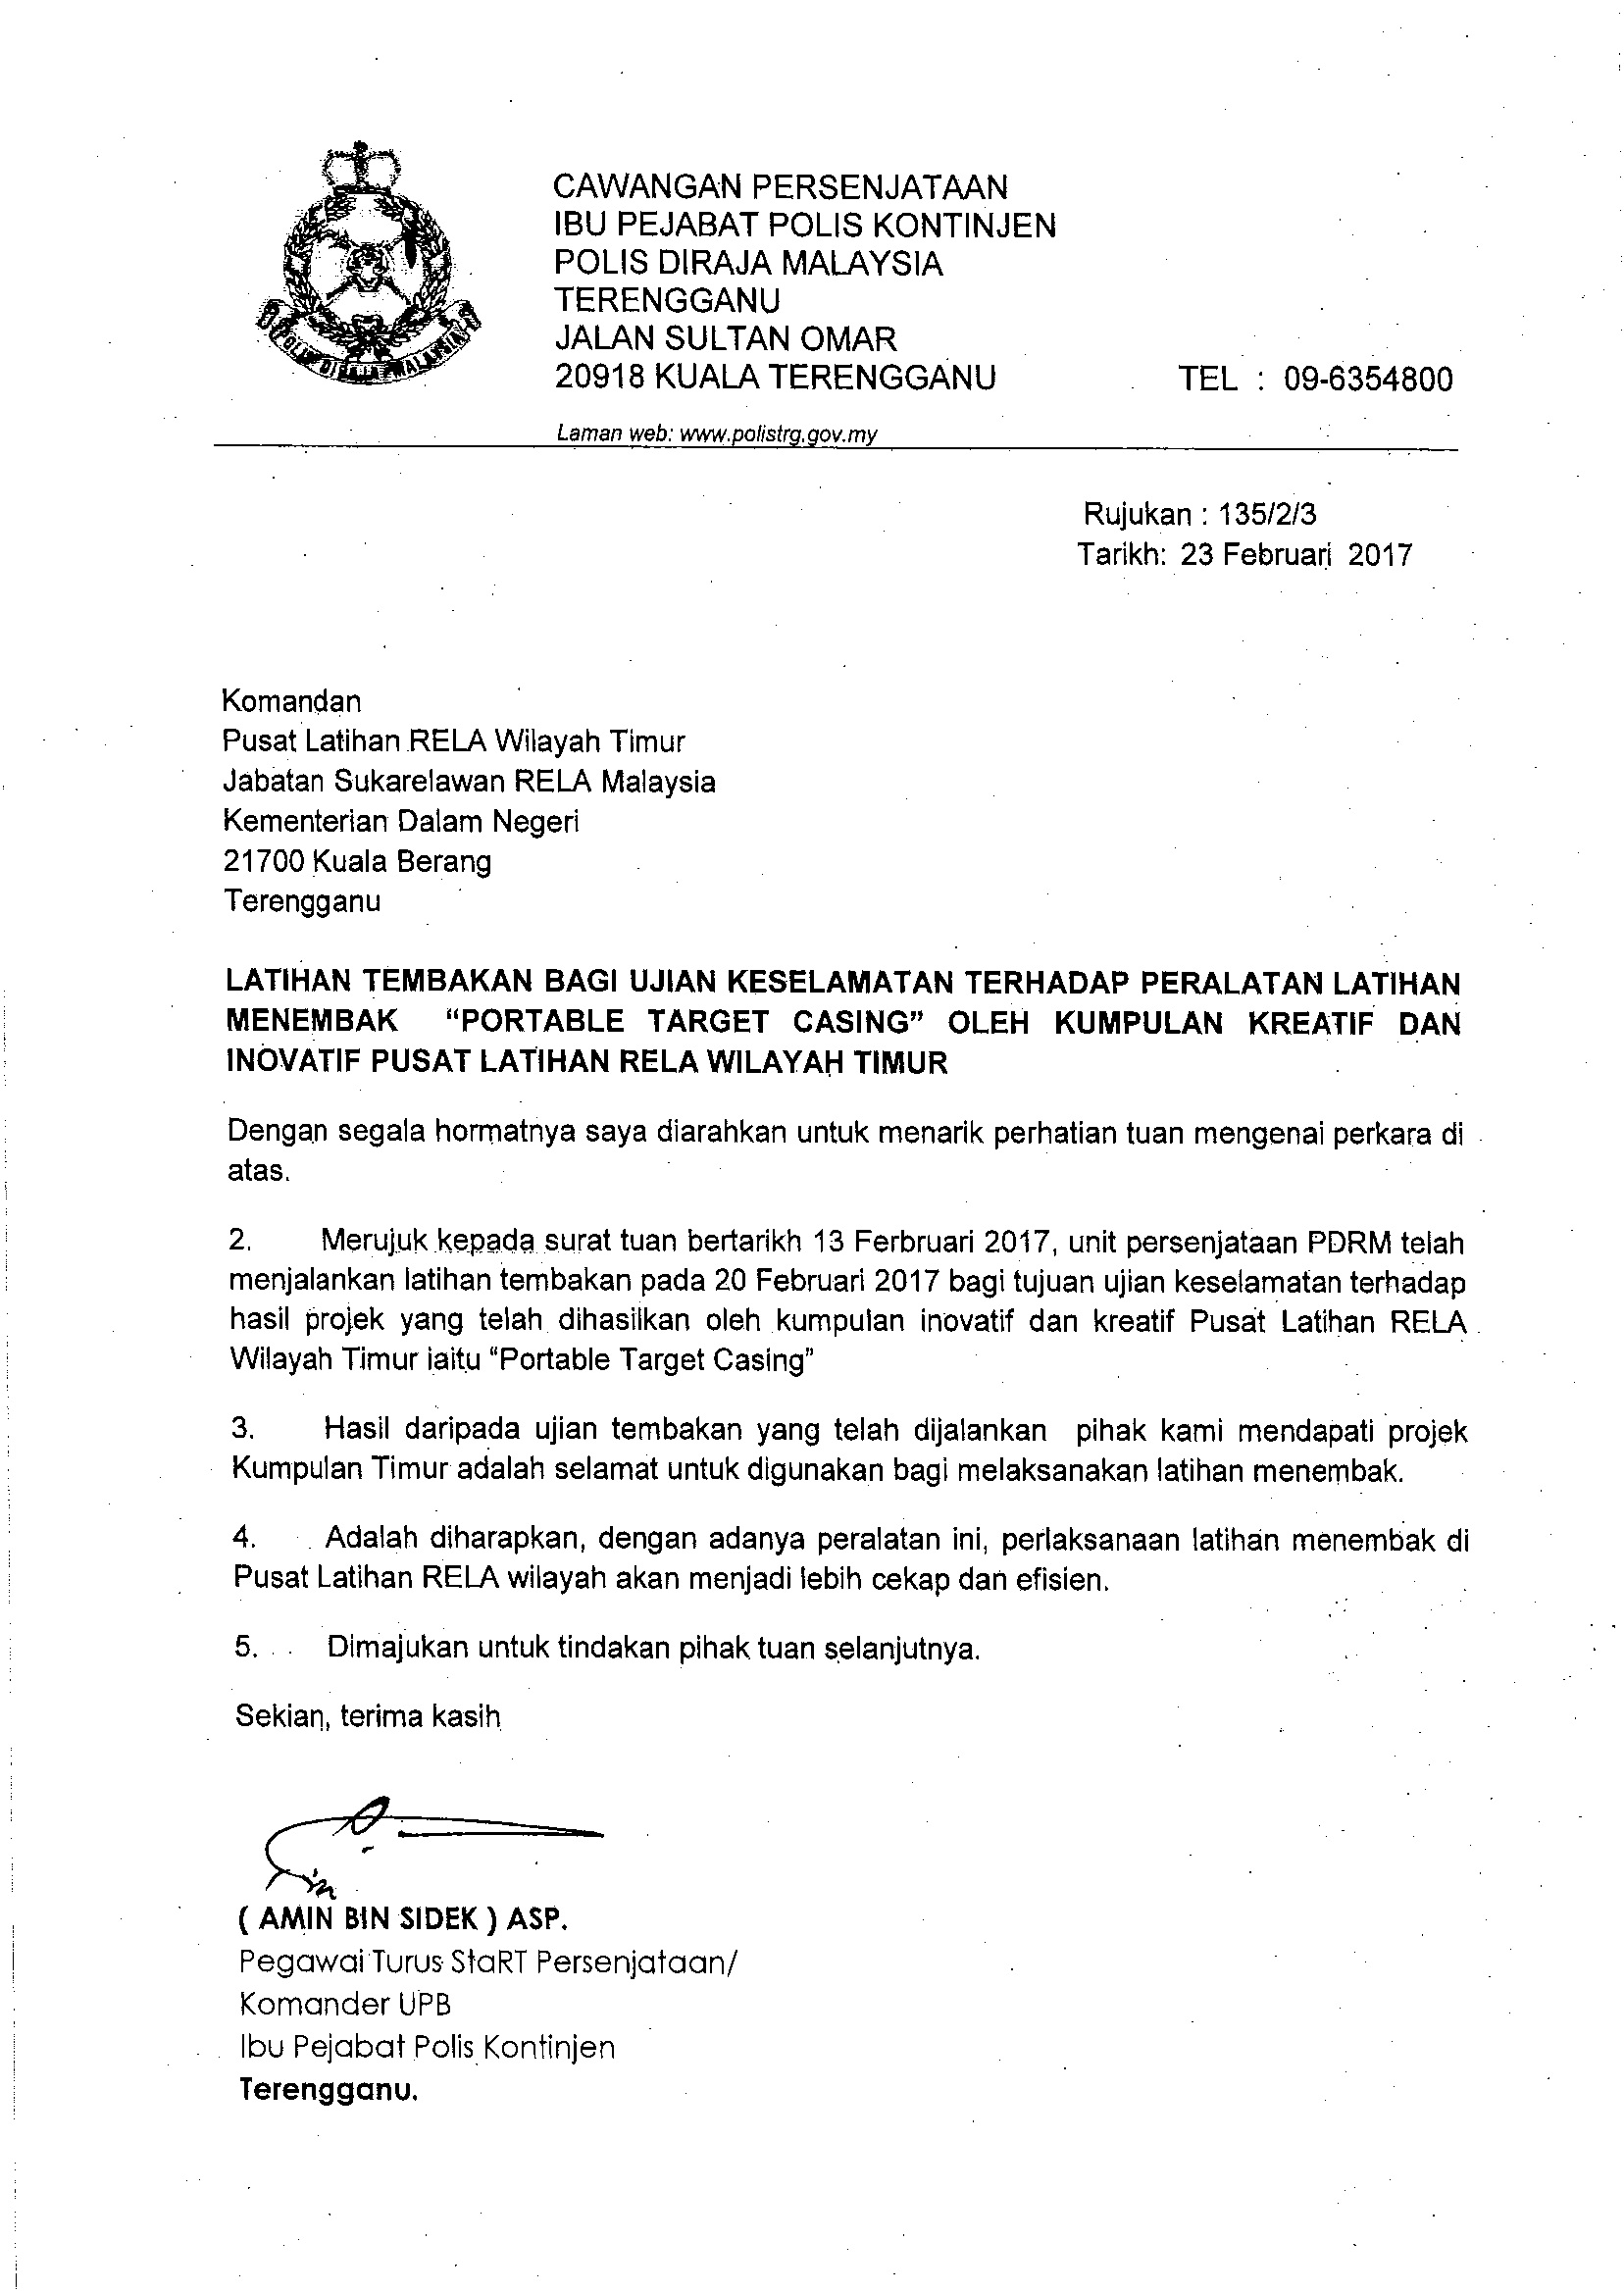 POLIS DIRAJA MALAYSIA
CAWANGAN PERSENJATAAN
IBU PEJABAT POLIS KONTINJEN
POLIS DIRAJA MALAYSIA
TERENGGANU
JALAN SULTAN OMAR
20918 KUALA TERENGGANU TEL : 09-6354800
Laman web: www.polistrg.gov.my
Rujukan : 135/2/3
Tarikh: 23 Februari 2017
Komandan
Pusat Latihan RELA Wilayah Timur
Jabatan Sukarelawan RELA Malaysia
Kementerian Dalam Negeri
21700 Kuala Berang
Terengganu
LATIHAN TEMBAKAN BAGI UJIAN KESELAMATAN TERHADAP PERALATAN LATIHAN
MENEMBAK “PORTABLE TARGET CASING” OLEH KUMPULAN KREATIF DAN
INOVATIF PUSAT LATIHAN RELA WILAYAH TIMUR
Dengan segala hormatnya saya diarahkan untuk menarik perhatian tuan mengenai perkara di
atas.
2. Merujuk kepada surat tuan bertarikh 13 Ferbruari 2017, unit persenjataan PDRM telah
menjalankan latihan tembakan pada 20 Februari 2017 bagi tujuan ujian keselamatan terhadap
hasil projek yang telah dihasilkan oleh kumpulan inovatif dan kreatif Pusat Latihan RELA
Wilayah Timur iaitu “Portable Target Casing”
3. Hasil daripada ujian tembakan yang telah dijalankan pihak kami mendapati projek
Kumpulan Timur adalah selamat untuk digunakan bagi melaksanakan latihan menembak.
4. Adalah diharapkan, dengan adanya peralatan ini, perlaksanaan latihan menembak di
Pusat Latihan RELA wilayah akan menjadi lebih cekap dan efisien.
5. Dimajukan untuk tindakan pihak tuan selanjutnya.
Sekian, terima kasih
( AMIN BIN SIDEK ) ASP.
Pegawai Turus StaRT Persenjataan/
Komander UPB
Ibu Pejabat Polis Kontinjen
Terengganu.